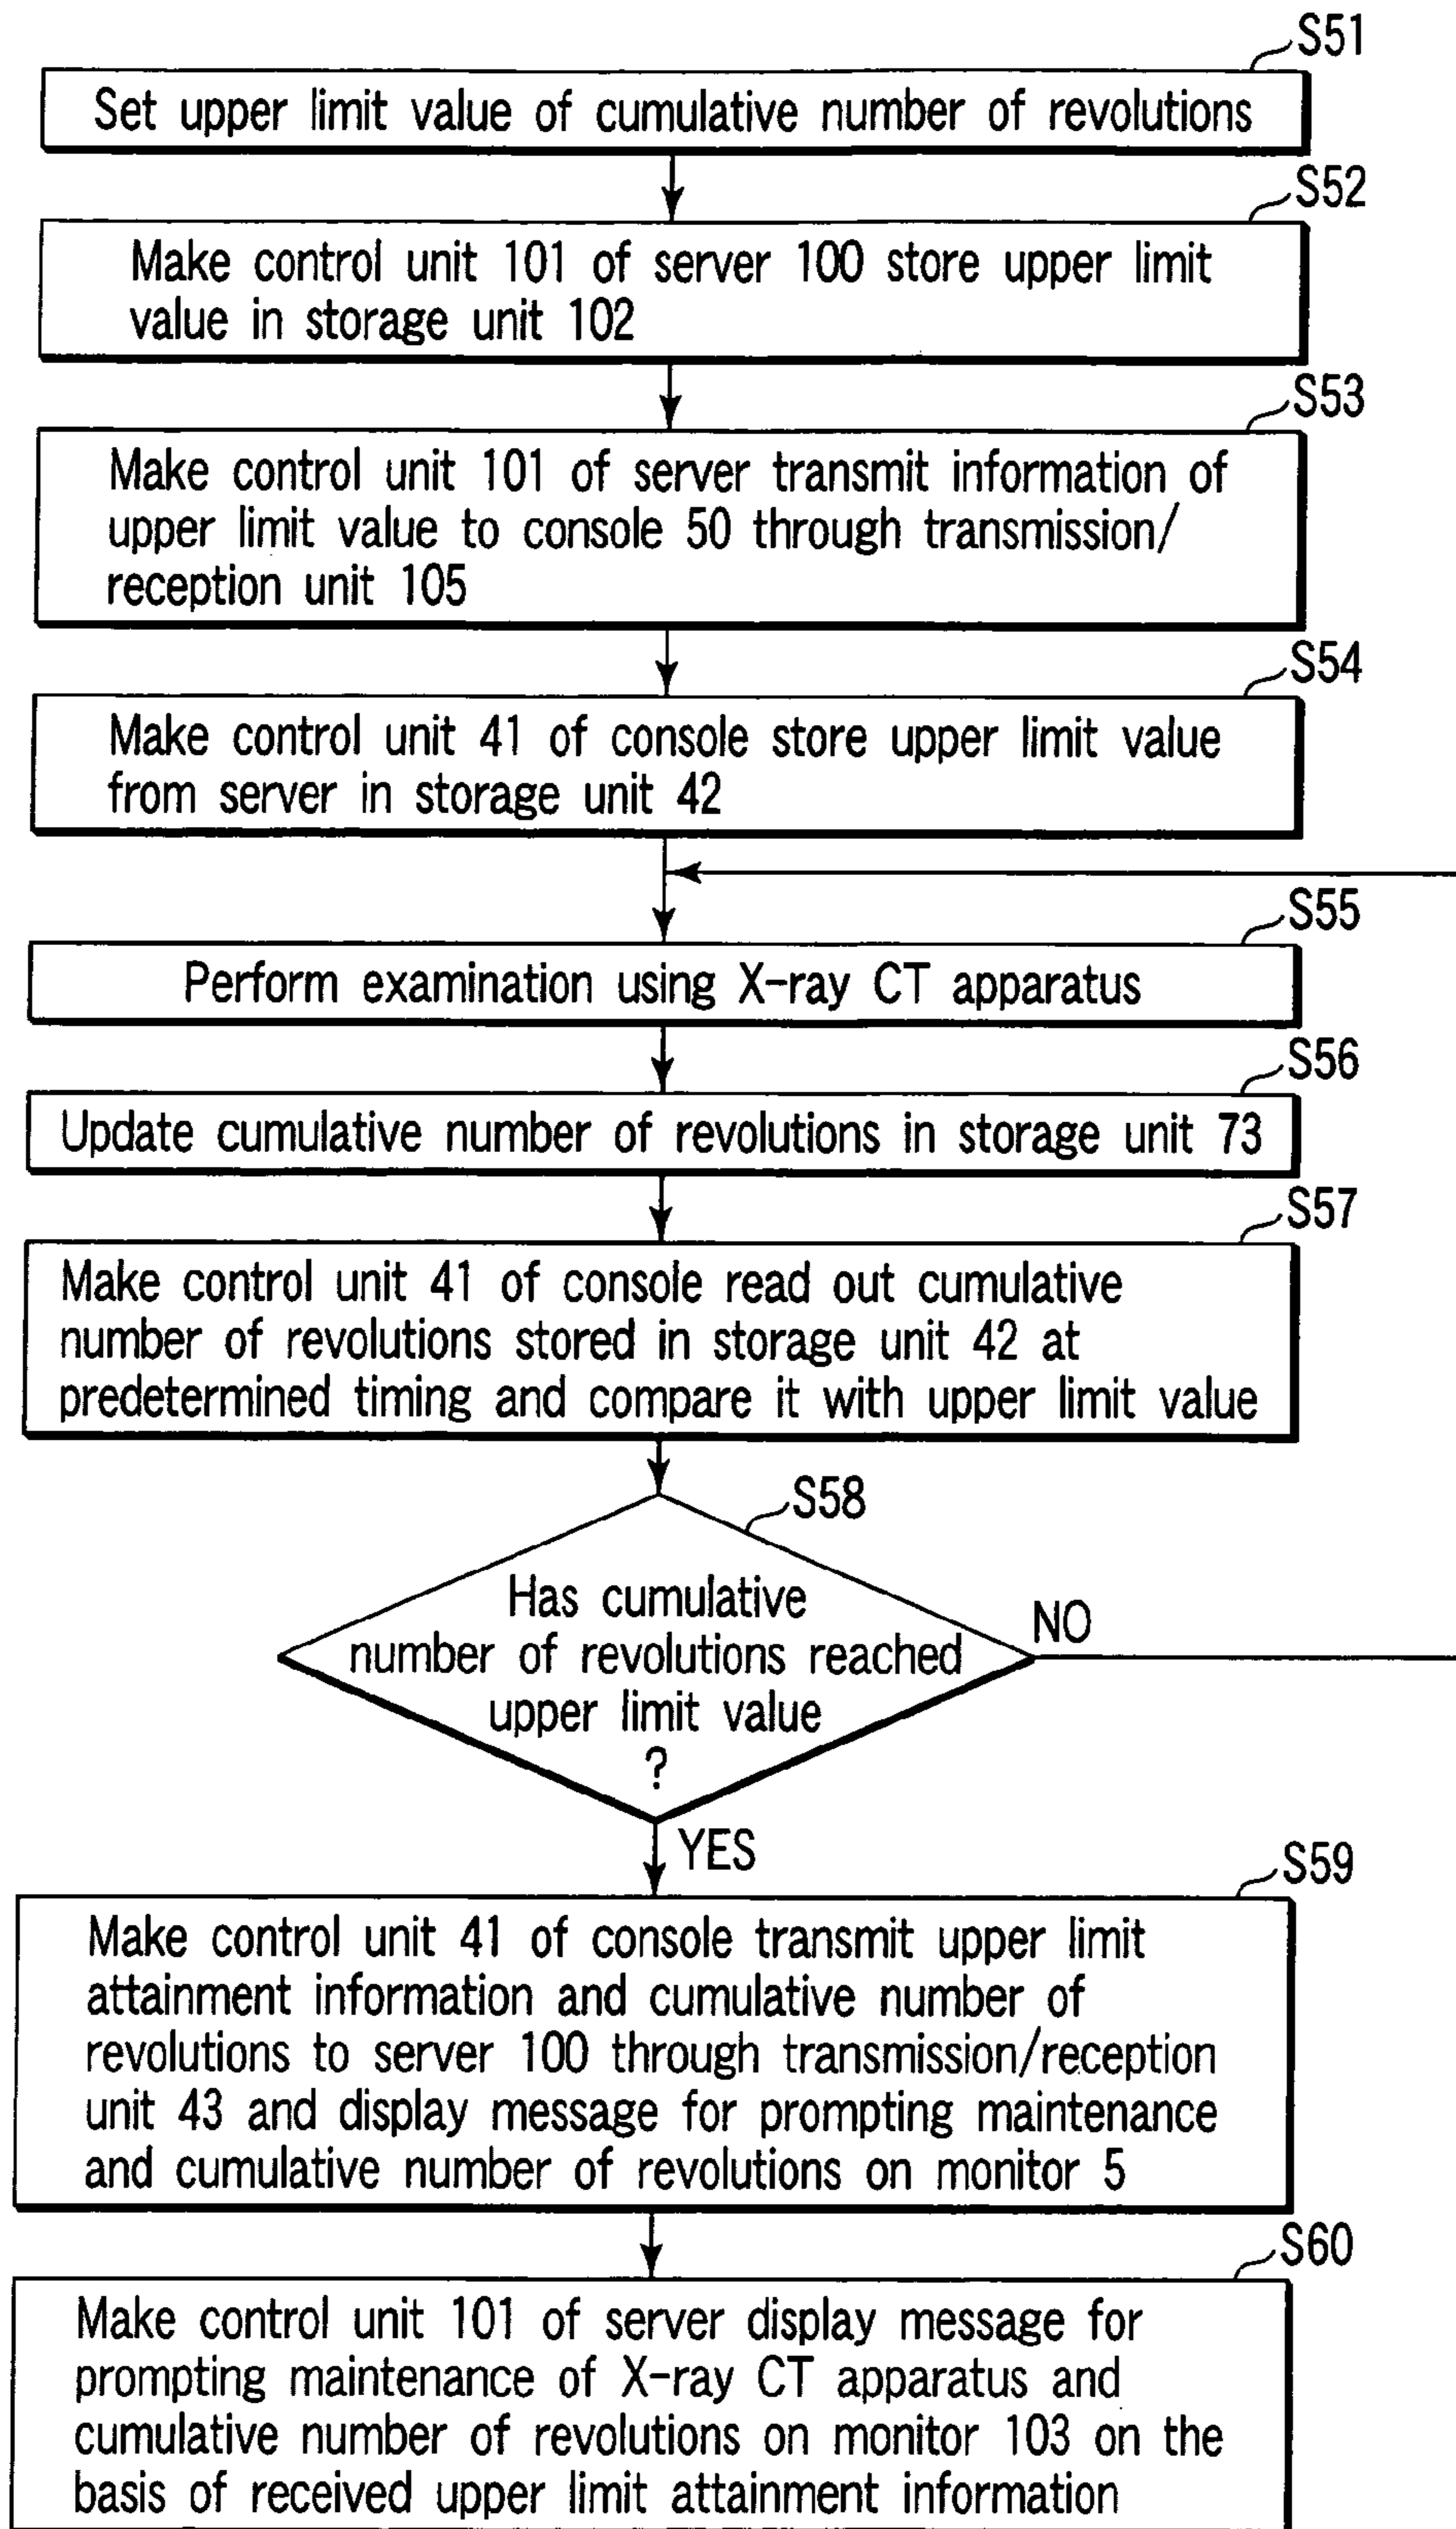 S51
Set upper limit value of cumulative number of revolutions
S52
Make control unit 101 of server 100 store upper limit
value in storage unit 102
S53
Make control unit 101 of server transmit information of
upper limit value to console 50 through transmission/
reception unit 105
S54
Make control unit 41 of console store upper limit value
from server in storage unit 42
S55
Perform examination using X-ray CT apparatus
S56
Update cumulative number of revolutions in storage unit 73
S57
Make control unit 41 of console read out cumulative
number of revolutions stored in storage unit 42 at
predetermined timing and compare it with upper limit value
S58
Has cumulative
number of revolutions reached
upper limit value
?
NO
YES
S59
Make control unit 41 of console transmit upper limit
attainment information and cumulative number of
revolutions to server 100 through transmission/reception
unit 43 and display message for prompting maintenance
and cumulative number of revolutions on monitor 5
S60
Make control unit 101 of server display message for
prompting maintenance of X-ray CT apparatus and
cumulative number of revolutions on monitor 103 on the
basis of received upper limit attainment information